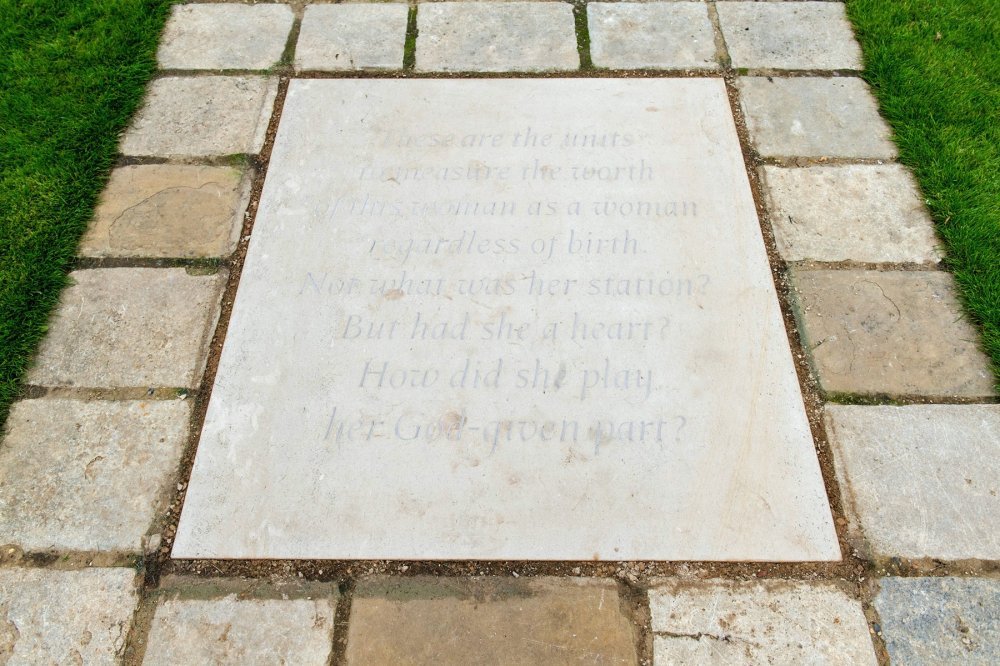 These are the units
to measure the worth
of this woman as a woman
regardless of birth.
Not what was her station?
But had she a heart?
How did she play
her God-given part?